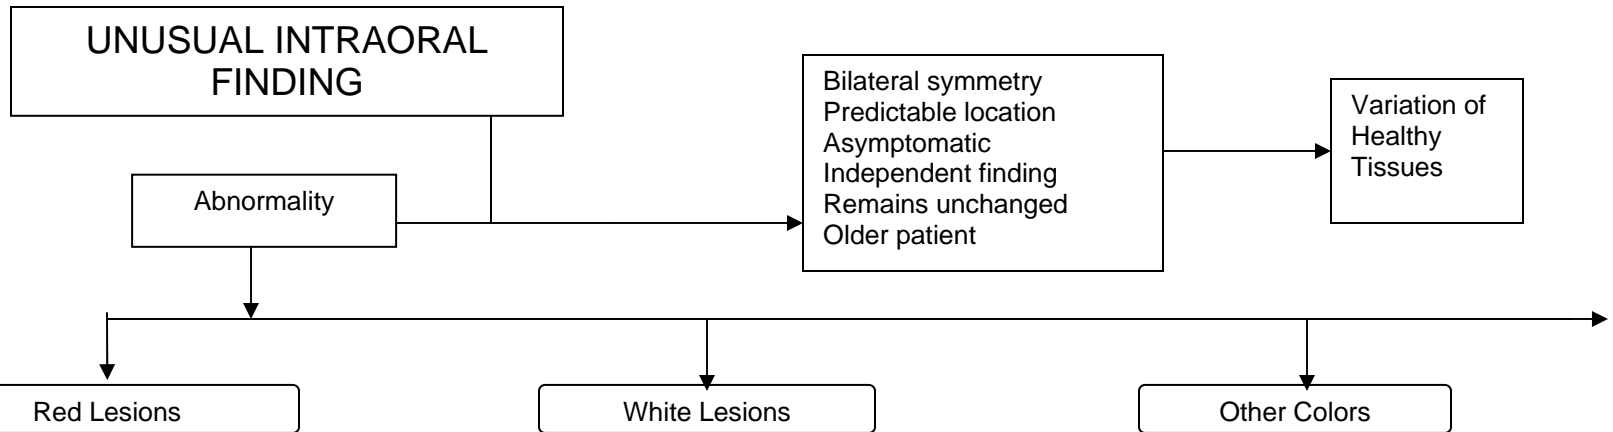 UNUSUAL INTRAORAL
FINDING
Bilateral symmetry
Predictable location
Asymptomatic
Independent finding
Remains unchanged
Older patient
Variation of
Healthy
Tissues
Abnormality
Red Lesions
White Lesions
Other Colors